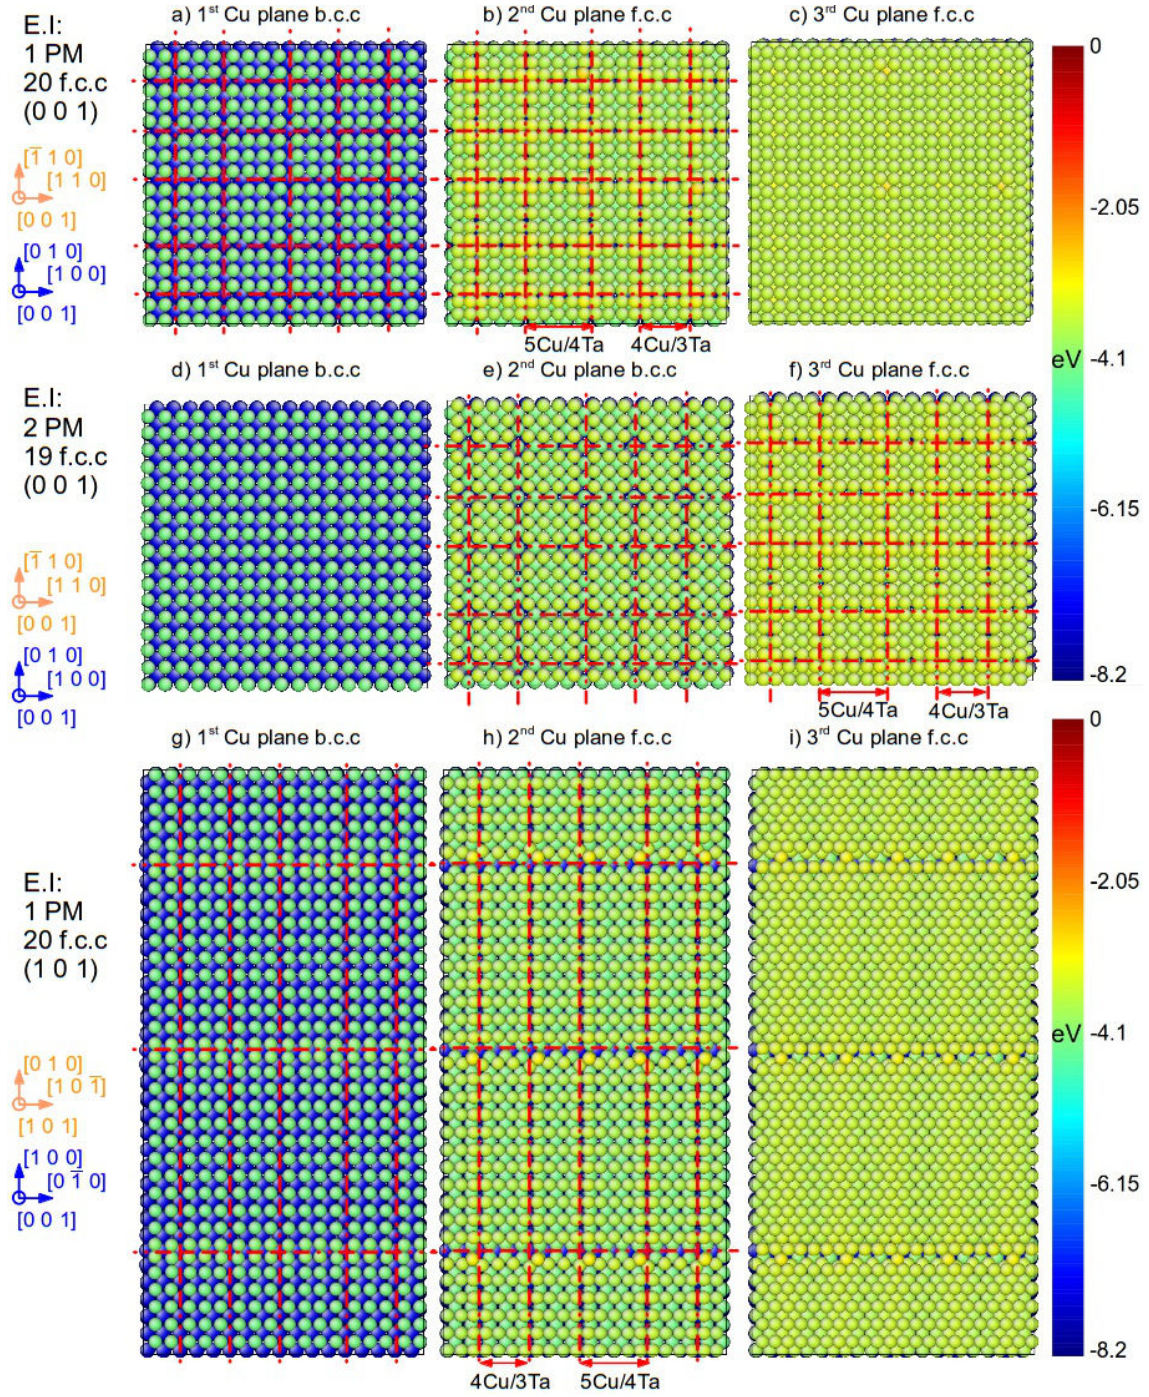 a) 1st Cu plane b.c.c
b) 2nd Cu plane f.c.c
c) 3rd Cu plane f.c.c
E.I:
1 PM
20 f.c.c
(0 0 1)
[1̅ 1 0]
[1 1 0]
[0 0 1]
[0 1 0]
[1 0 0]
[0 0 1]
5Cu/4Ta
4Cu/3Ta
0
-2.05
eV
-4.1
-6.15
-8.2
d) 1st Cu plane b.c.c
e) 2nd Cu plane b.c.c
f) 3rd Cu plane f.c.c
E.I:
2 PM
19 f.c.c
(0 0 1)
[1̅ 1 0]
[1 1 0]
[0 0 1]
[0 1 0]
[1 0 0]
[0 0 1]
5Cu/4Ta
4Cu/3Ta
g) 1st Cu plane b.c.c
h) 2nd Cu plane f.c.c
i) 3rd Cu plane f.c.c
E.I:
1 PM
20 f.c.c
(1 0 1)
[0 1 0]
[1 0 1̅]
[1 0 1]
[1 0 0]
[0 1̅ 0]
[0 0 1]
4Cu/3Ta
5Cu/4Ta
0
-2.05
eV
-4.1
-6.15
-8.2